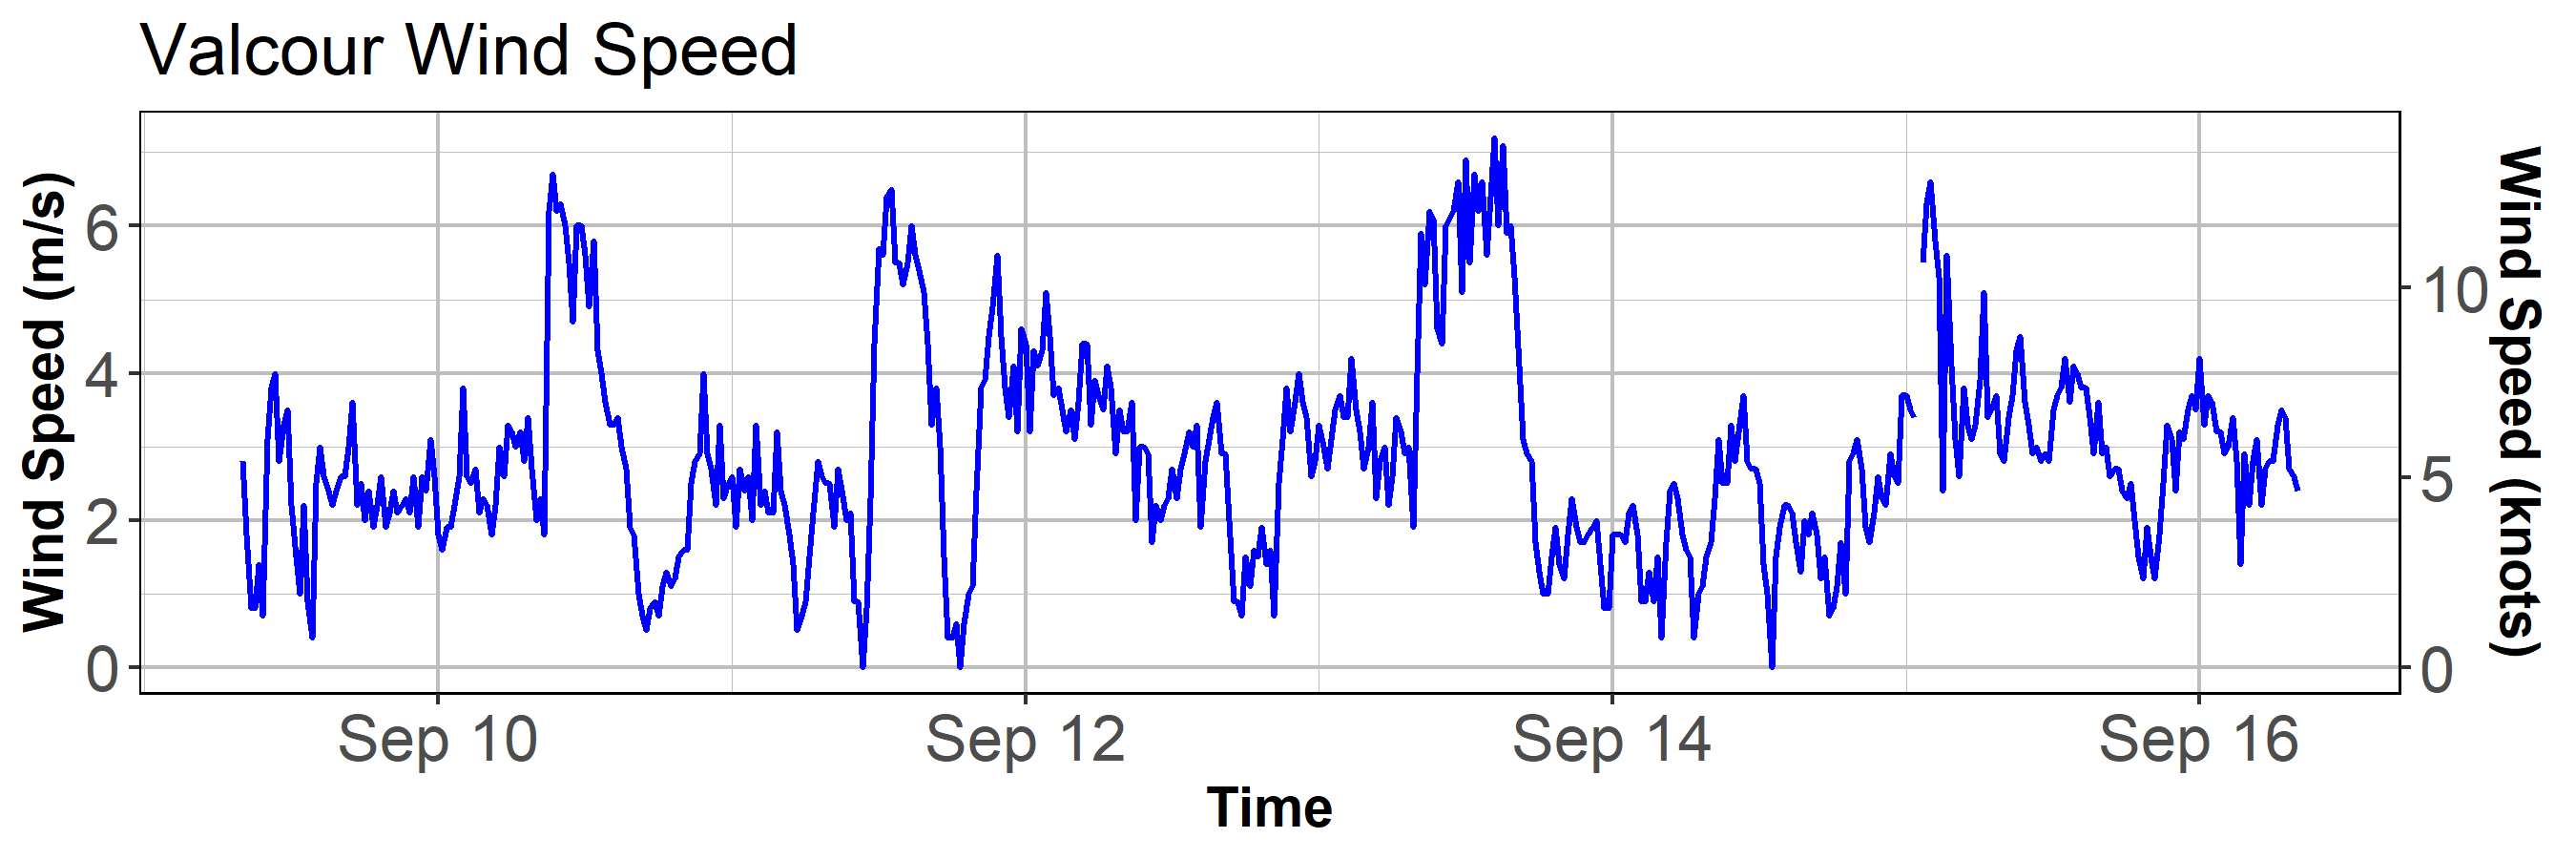 Valcour Wind Speed
Wind Speed (m/s)
6
4
2
0
10
5
0
Wind Speed (knots)
Sep 10
Sep 12
Sep 14
Sep 16
Time